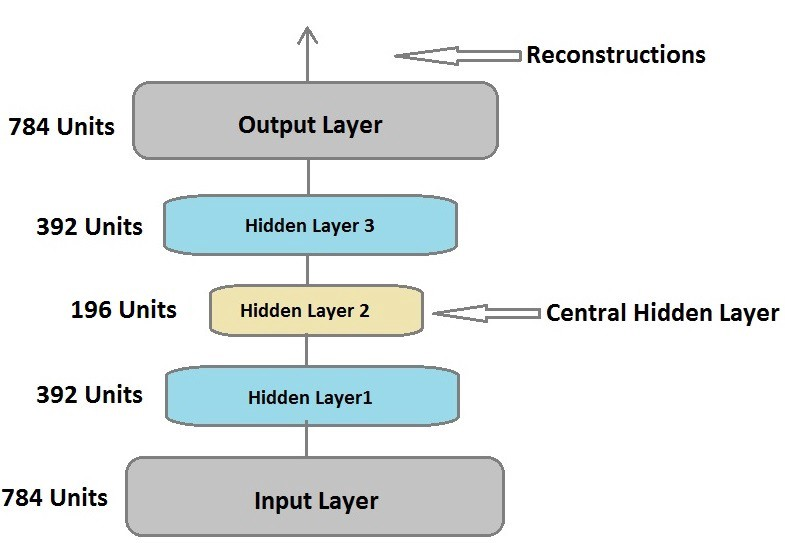 Reconstructions
784 Units
Output Layer
392 Units
Hidden Layer 3
196 Units
Hidden Layer 2
Central Hidden Layer
392 Units
Hidden Layer1
784 Units
Input Layer